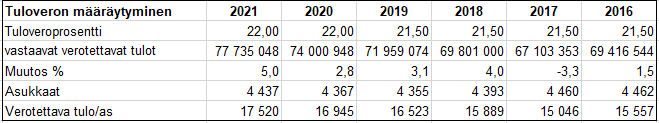 Tuloveron määräytyminen 2021 2020 2019 2018 2017 2016
Tuloveroprosentti 22,00 22,00 21,50 21,50 21,50 21,50
vastaavat verotettavat tulot 77 735 048 74 000 948 71 959 074 69 801 000 67 103 353 69 416 544
Muutos % 5,0 2,8 3,1 4,0 -3,3 1,5
Asukkaat 4 437 4 367 4 355 4 393 4 460 4 462
Verotettava tulo/as 17 520 16 945 16 523 15 889 15 046 15 557